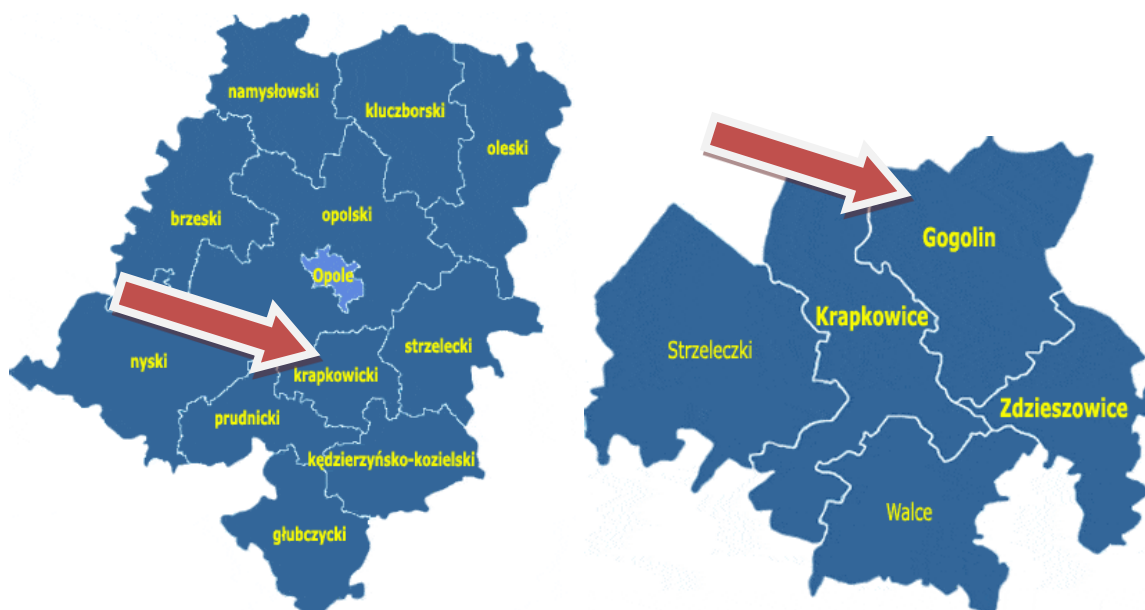 namysłowski
kluczborski
oleski
brzeski
opolski
Opole
nyski
strzelecki
krapkowicki
prudnicki
kędzierzyńsko-kozielski
głubczycki
Gogolin
Krapkowice
Strzeleczki
Zdzieszowice
Walce